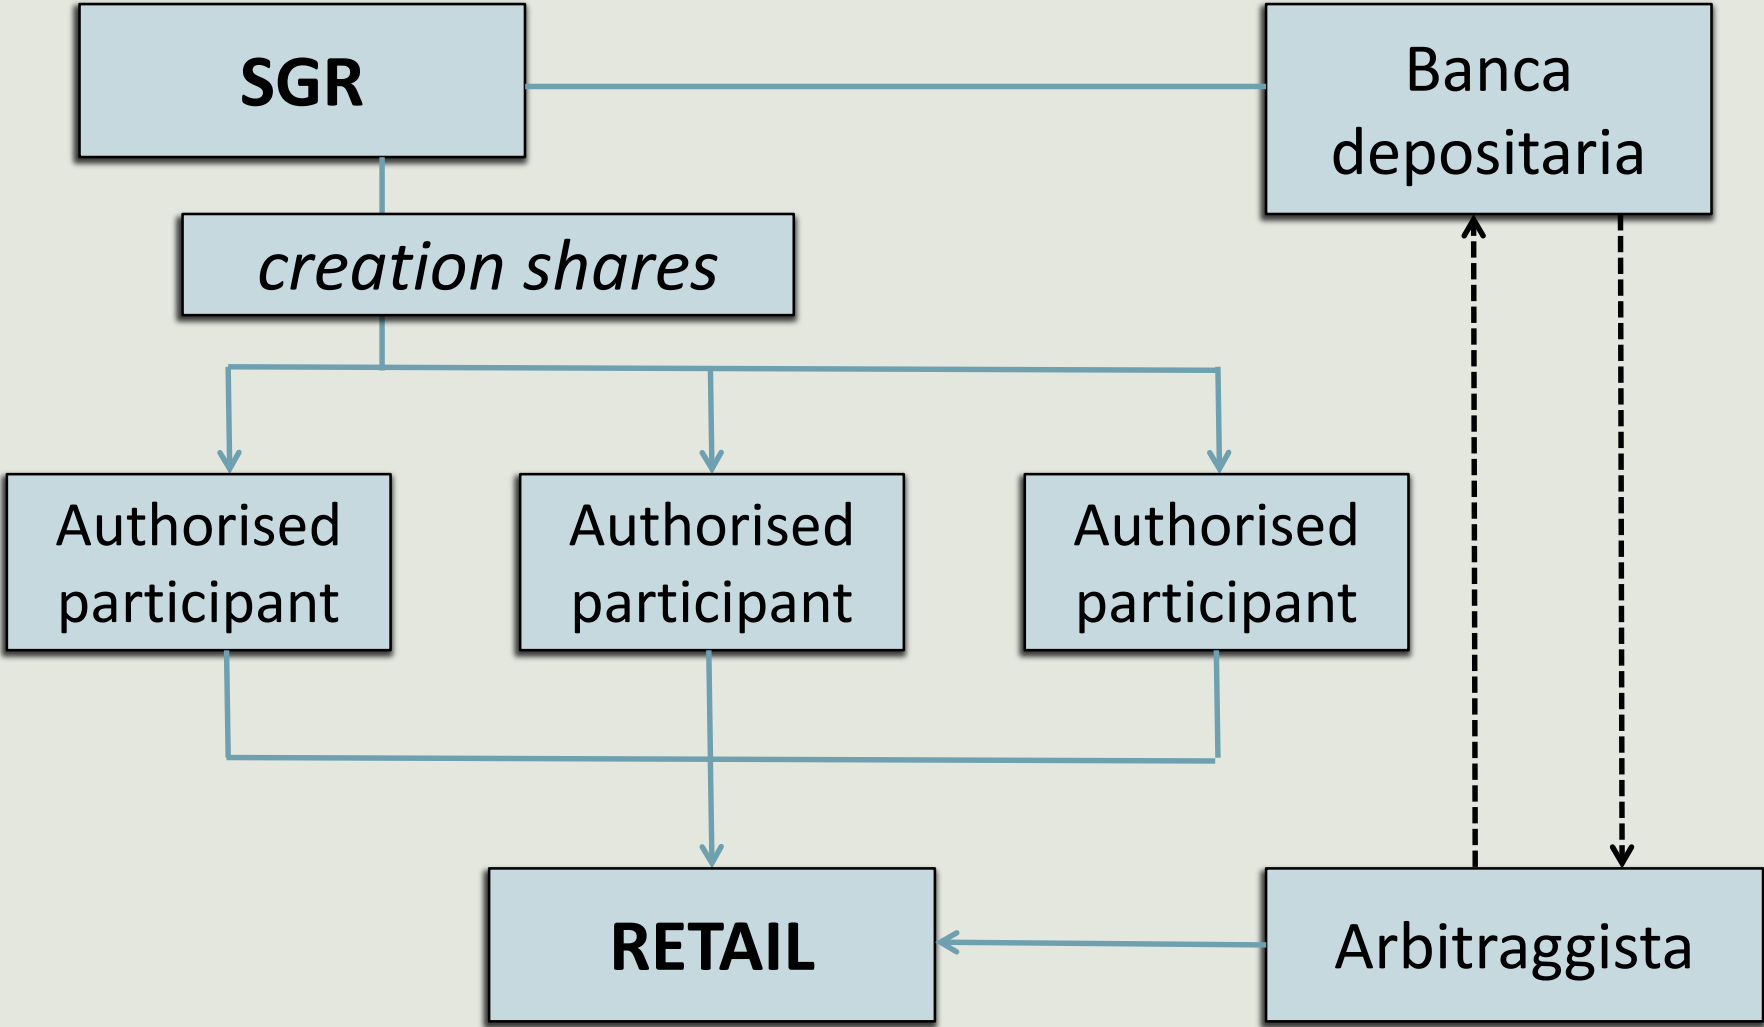 SGR
Banca
depositaria
creation shares
Authorised
participant
Authorised
participant
Authorised
participant
RETAIL
Arbitraggista